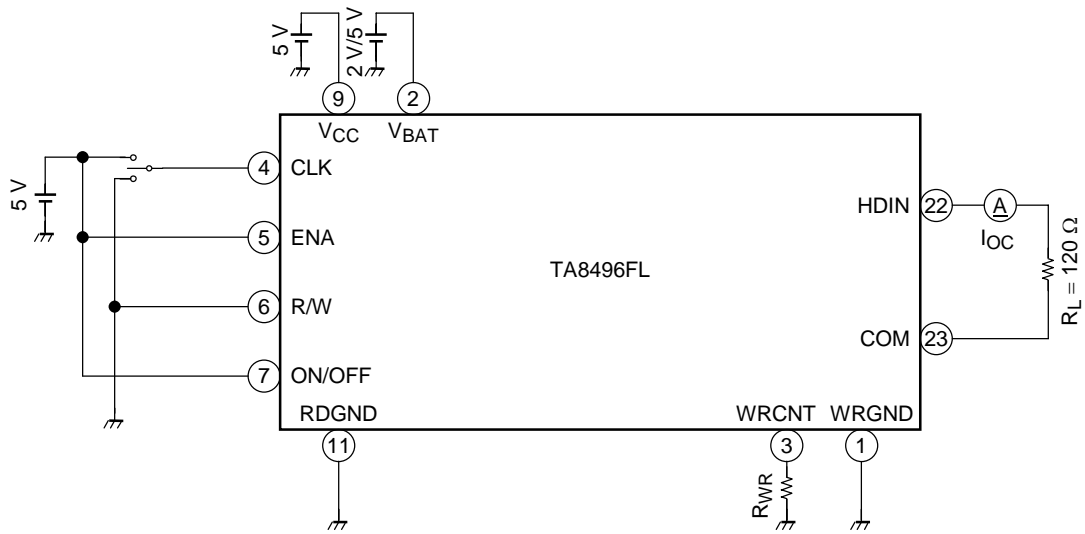 5 V
2 V/5 V
9
2
VCC
VBAT
5 V
4
CLK
5
ENA
6
R/W
7
ON/OFF
TA8496FL
HDIN
22
A
IOC
RL = 120 Ω
COM
23
RDGND
WRCNT
WRGND
11
3
1
RWR